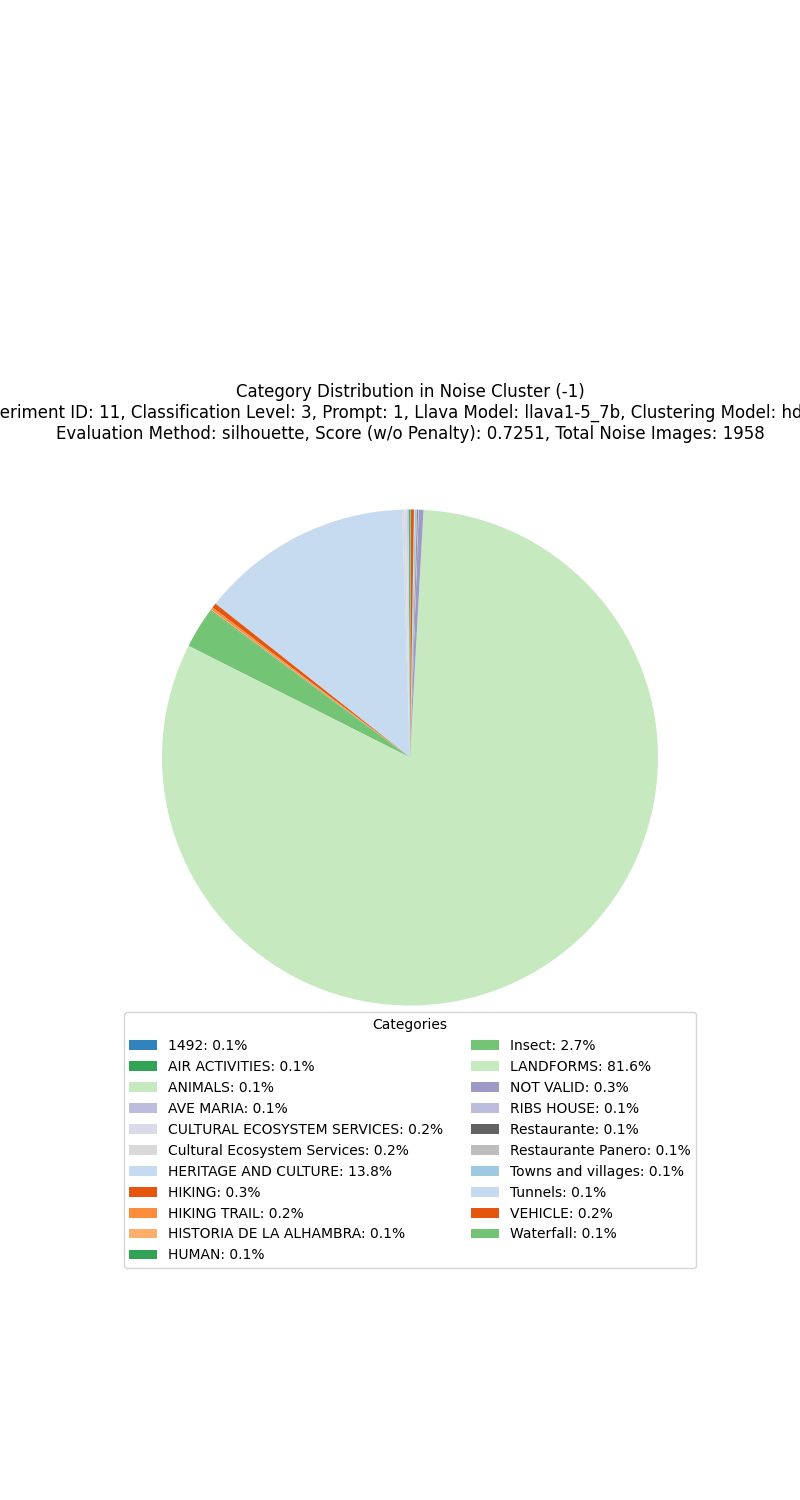 Category Distribution in Noise Cluster (-1)
eriment ID: 11, Classification Level: 3, Prompt: 1, Llava Model: llava1-5_7b, Clustering Model: hd
Evaluation Method: silhouette, Score (w/o Penalty): 0.7251, Total Noise Images: 1958
Categories
1492: 0.1%
AIR ACTIVITIES: 0.1%
ANIMALS: 0.1%
AVE MARIA: 0.1%
CULTURAL ECOSYSTEM SERVICES: 0.2%
Cultural Ecosystem Services: 0.2%
HERITAGE AND CULTURE: 13.8%
HIKING: 0.3%
HIKING TRAIL: 0.2%
HISTORIA DE LA ALHAMBRA: 0.1%
HUMAN: 0.1%
Insect: 2.7%
LANDFORMS: 81.6%
NOT VALID: 0.3%
RIBS HOUSE: 0.1%
Restaurante: 0.1%
Restaurante Panero: 0.1%
Towns and villages: 0.1%
Tunnels: 0.1%
VEHICLE: 0.2%
Waterfall: 0.1%